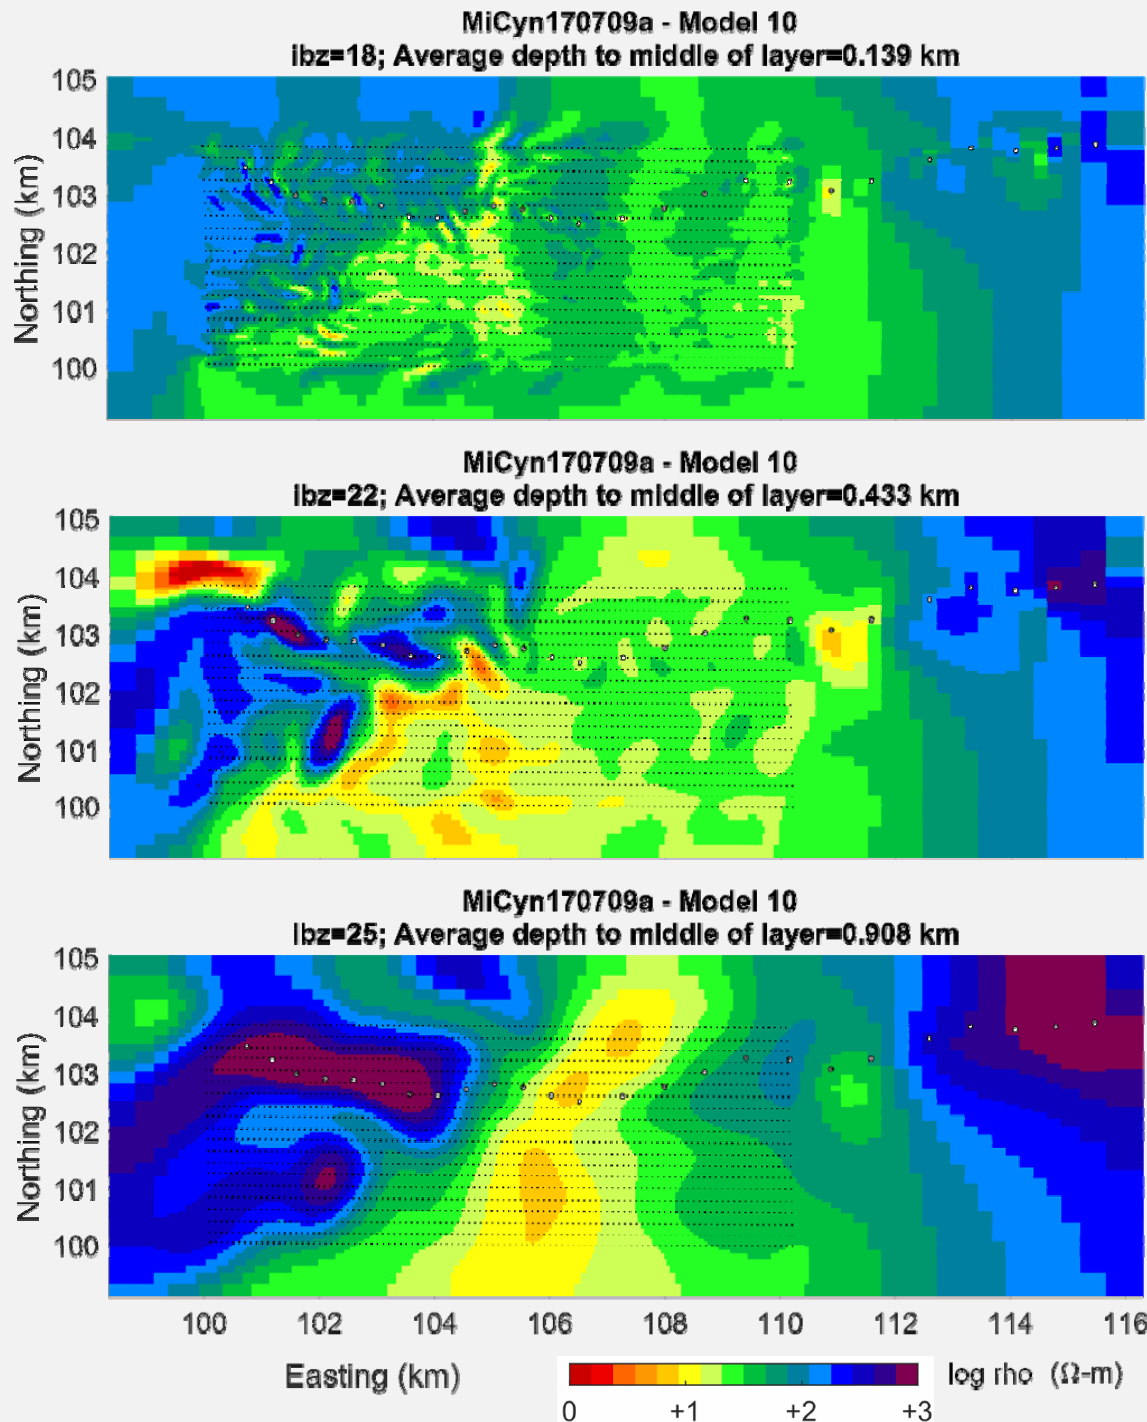 MiCyn170709a - Model 10
ibz=18; Average depth to middle of layer=0.139 km
105
104
103
102
101
100
Northing (km)
MiCyn170709a - Model 10
ibz=22; Average depth to middle of layer=0.433 km
105
104
103
102
101
100
Northing (km)
MiCyn170709a - Model 10
ibz=25; Average depth to middle of layer=0.908 km
105
104
103
102
101
100
Northing (km)
100 102 104 106 108 110 112 114 116
Easting (km)
log rho (Ω-m)
0 +1 +2 +3